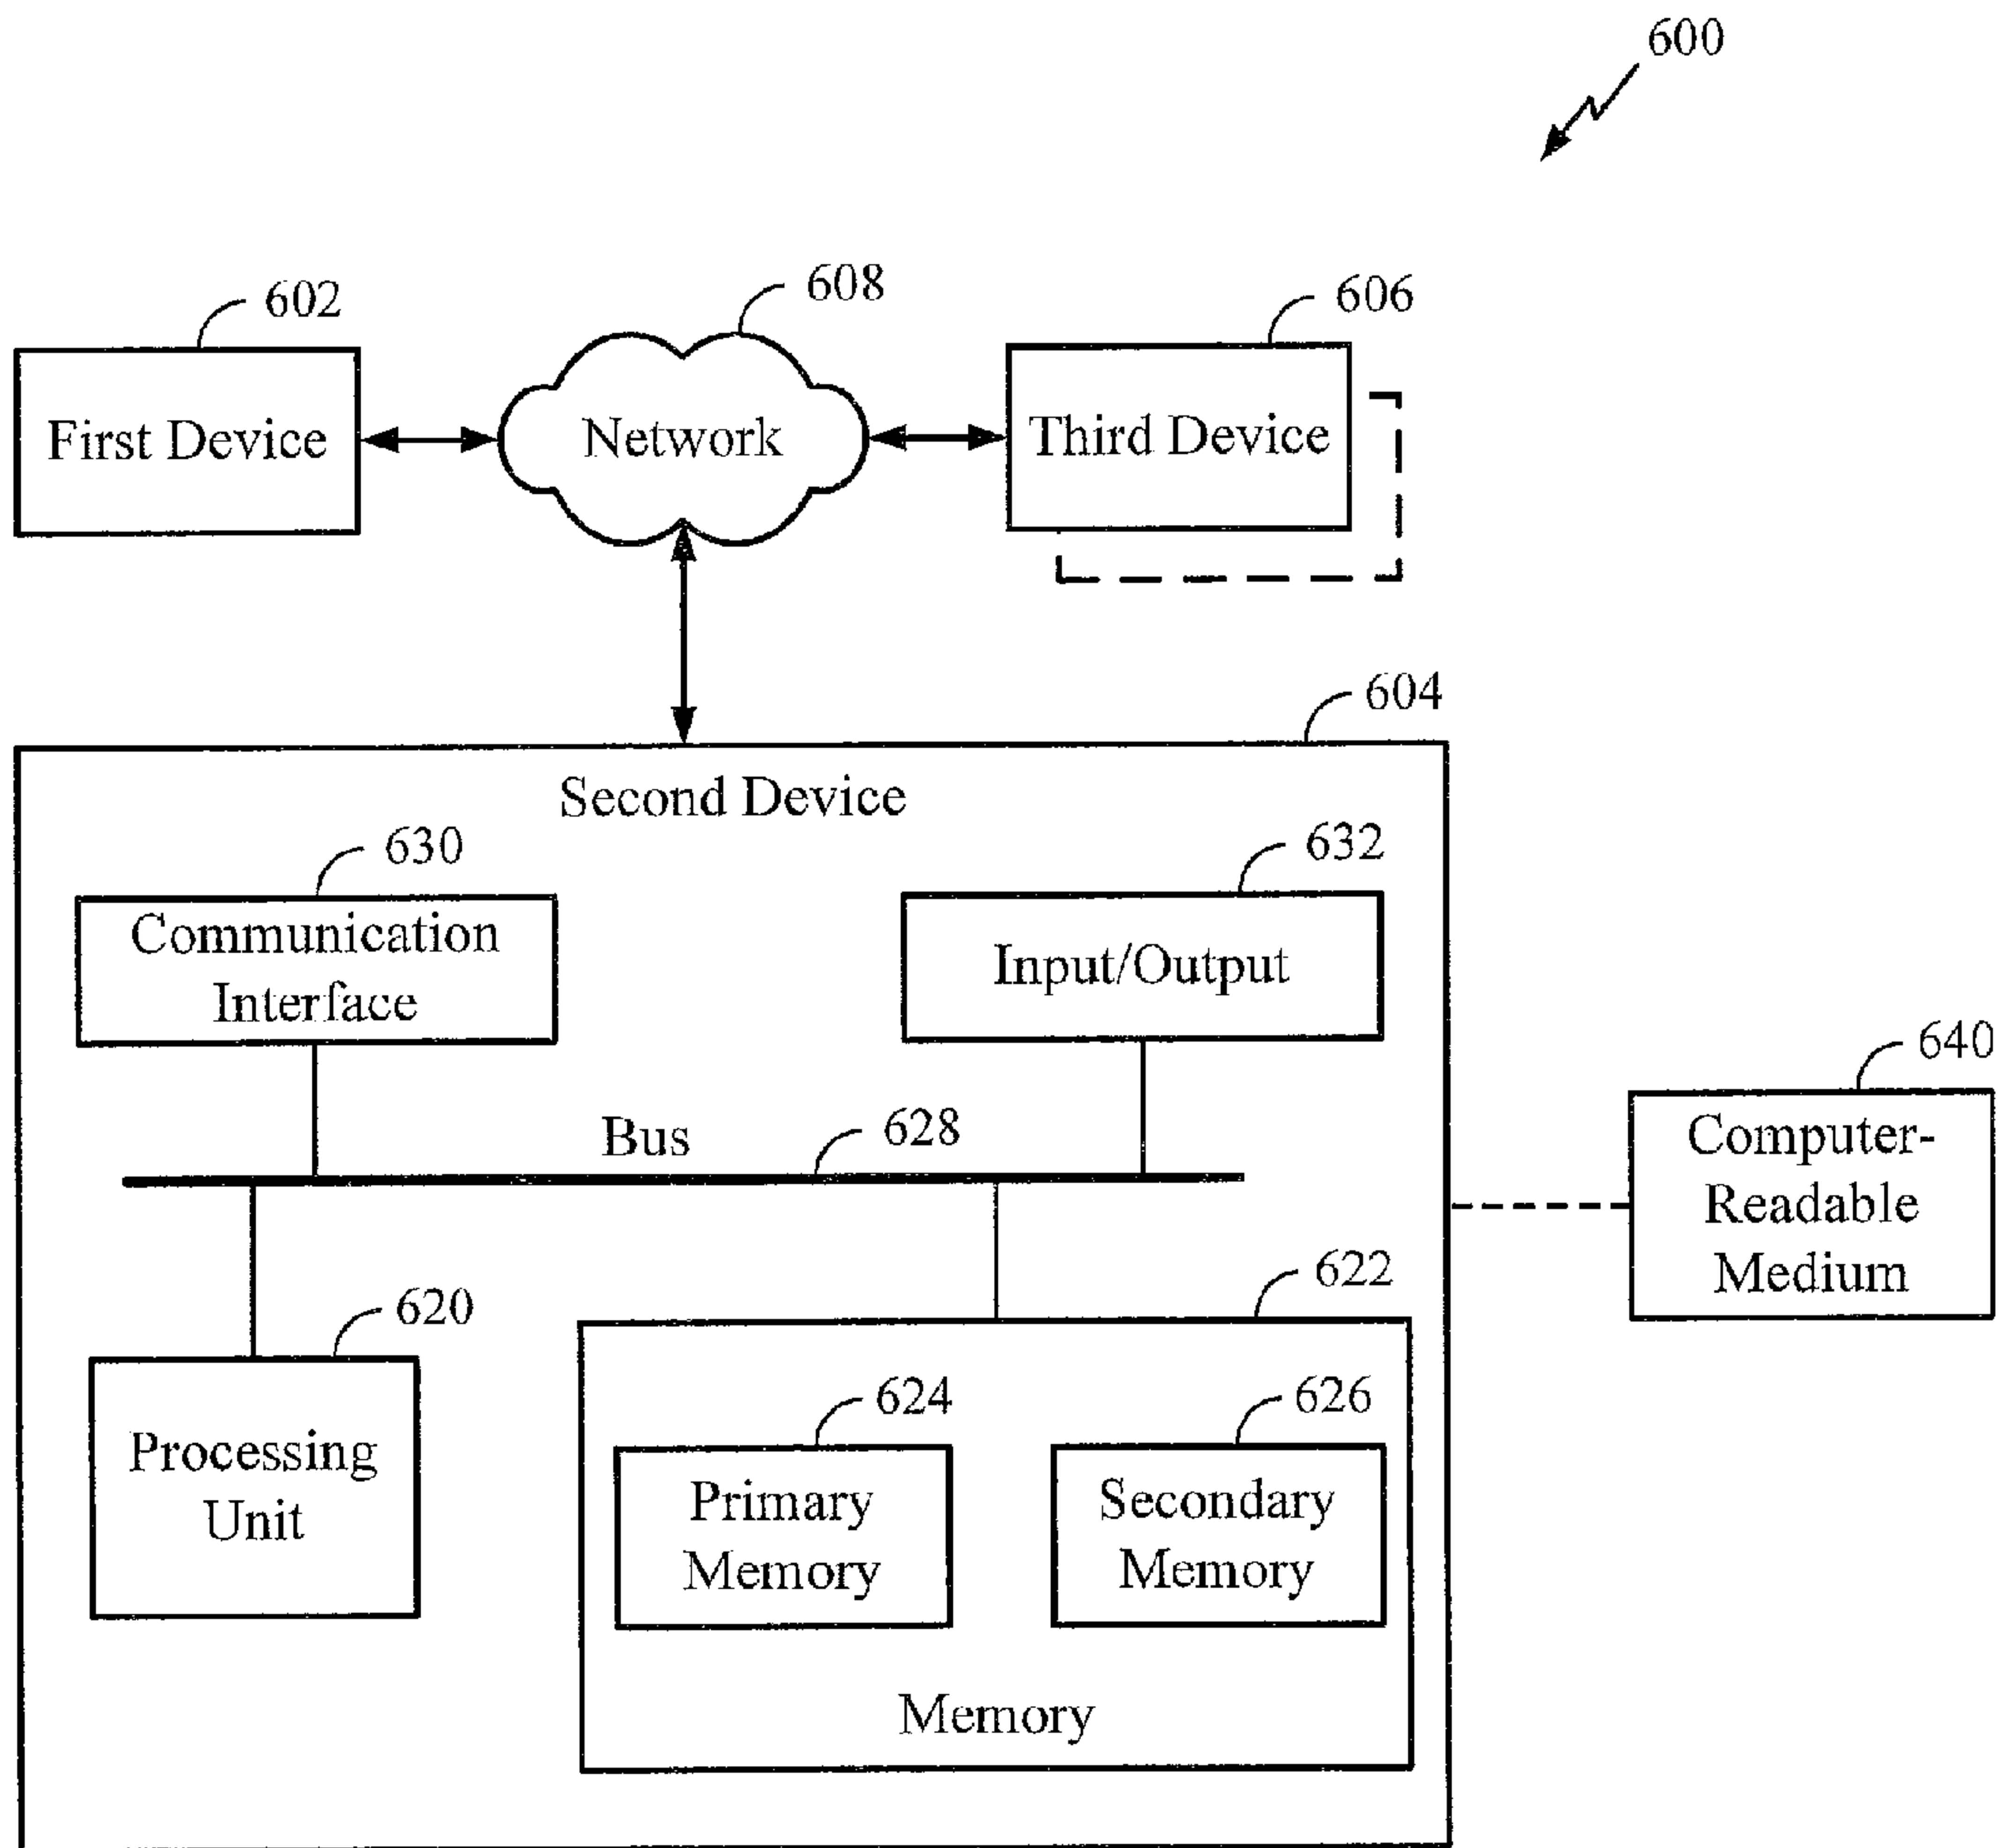 600
602
608
606
First Device
Network
Third Device
604
Second Device
630
632
Communication
Interface
Input/Output
640
Computer-
Readable
Medium
Bus
628
622
620
Processing
Unit
624
626
Primary
Memory
Secondary
Memory
Memory